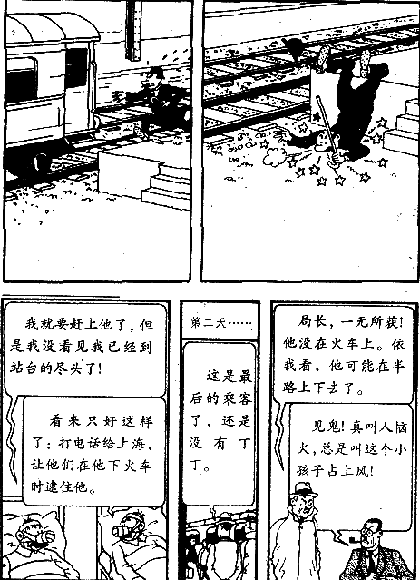 我就要赶上他了，但
是我没看见我已经到
站台的尽头了！
看来只好这样
了：打电话给上海，
让他们在他下火车
时逮住他。
第二天……
这是最
后的乘客
了，还是
没有丁
丁。
局长，一无所获！
他没在火车上。依
我看，他可能在半
路上下去了。
见鬼！真叫人恼
火，总是叫这个小
孩子占上风！